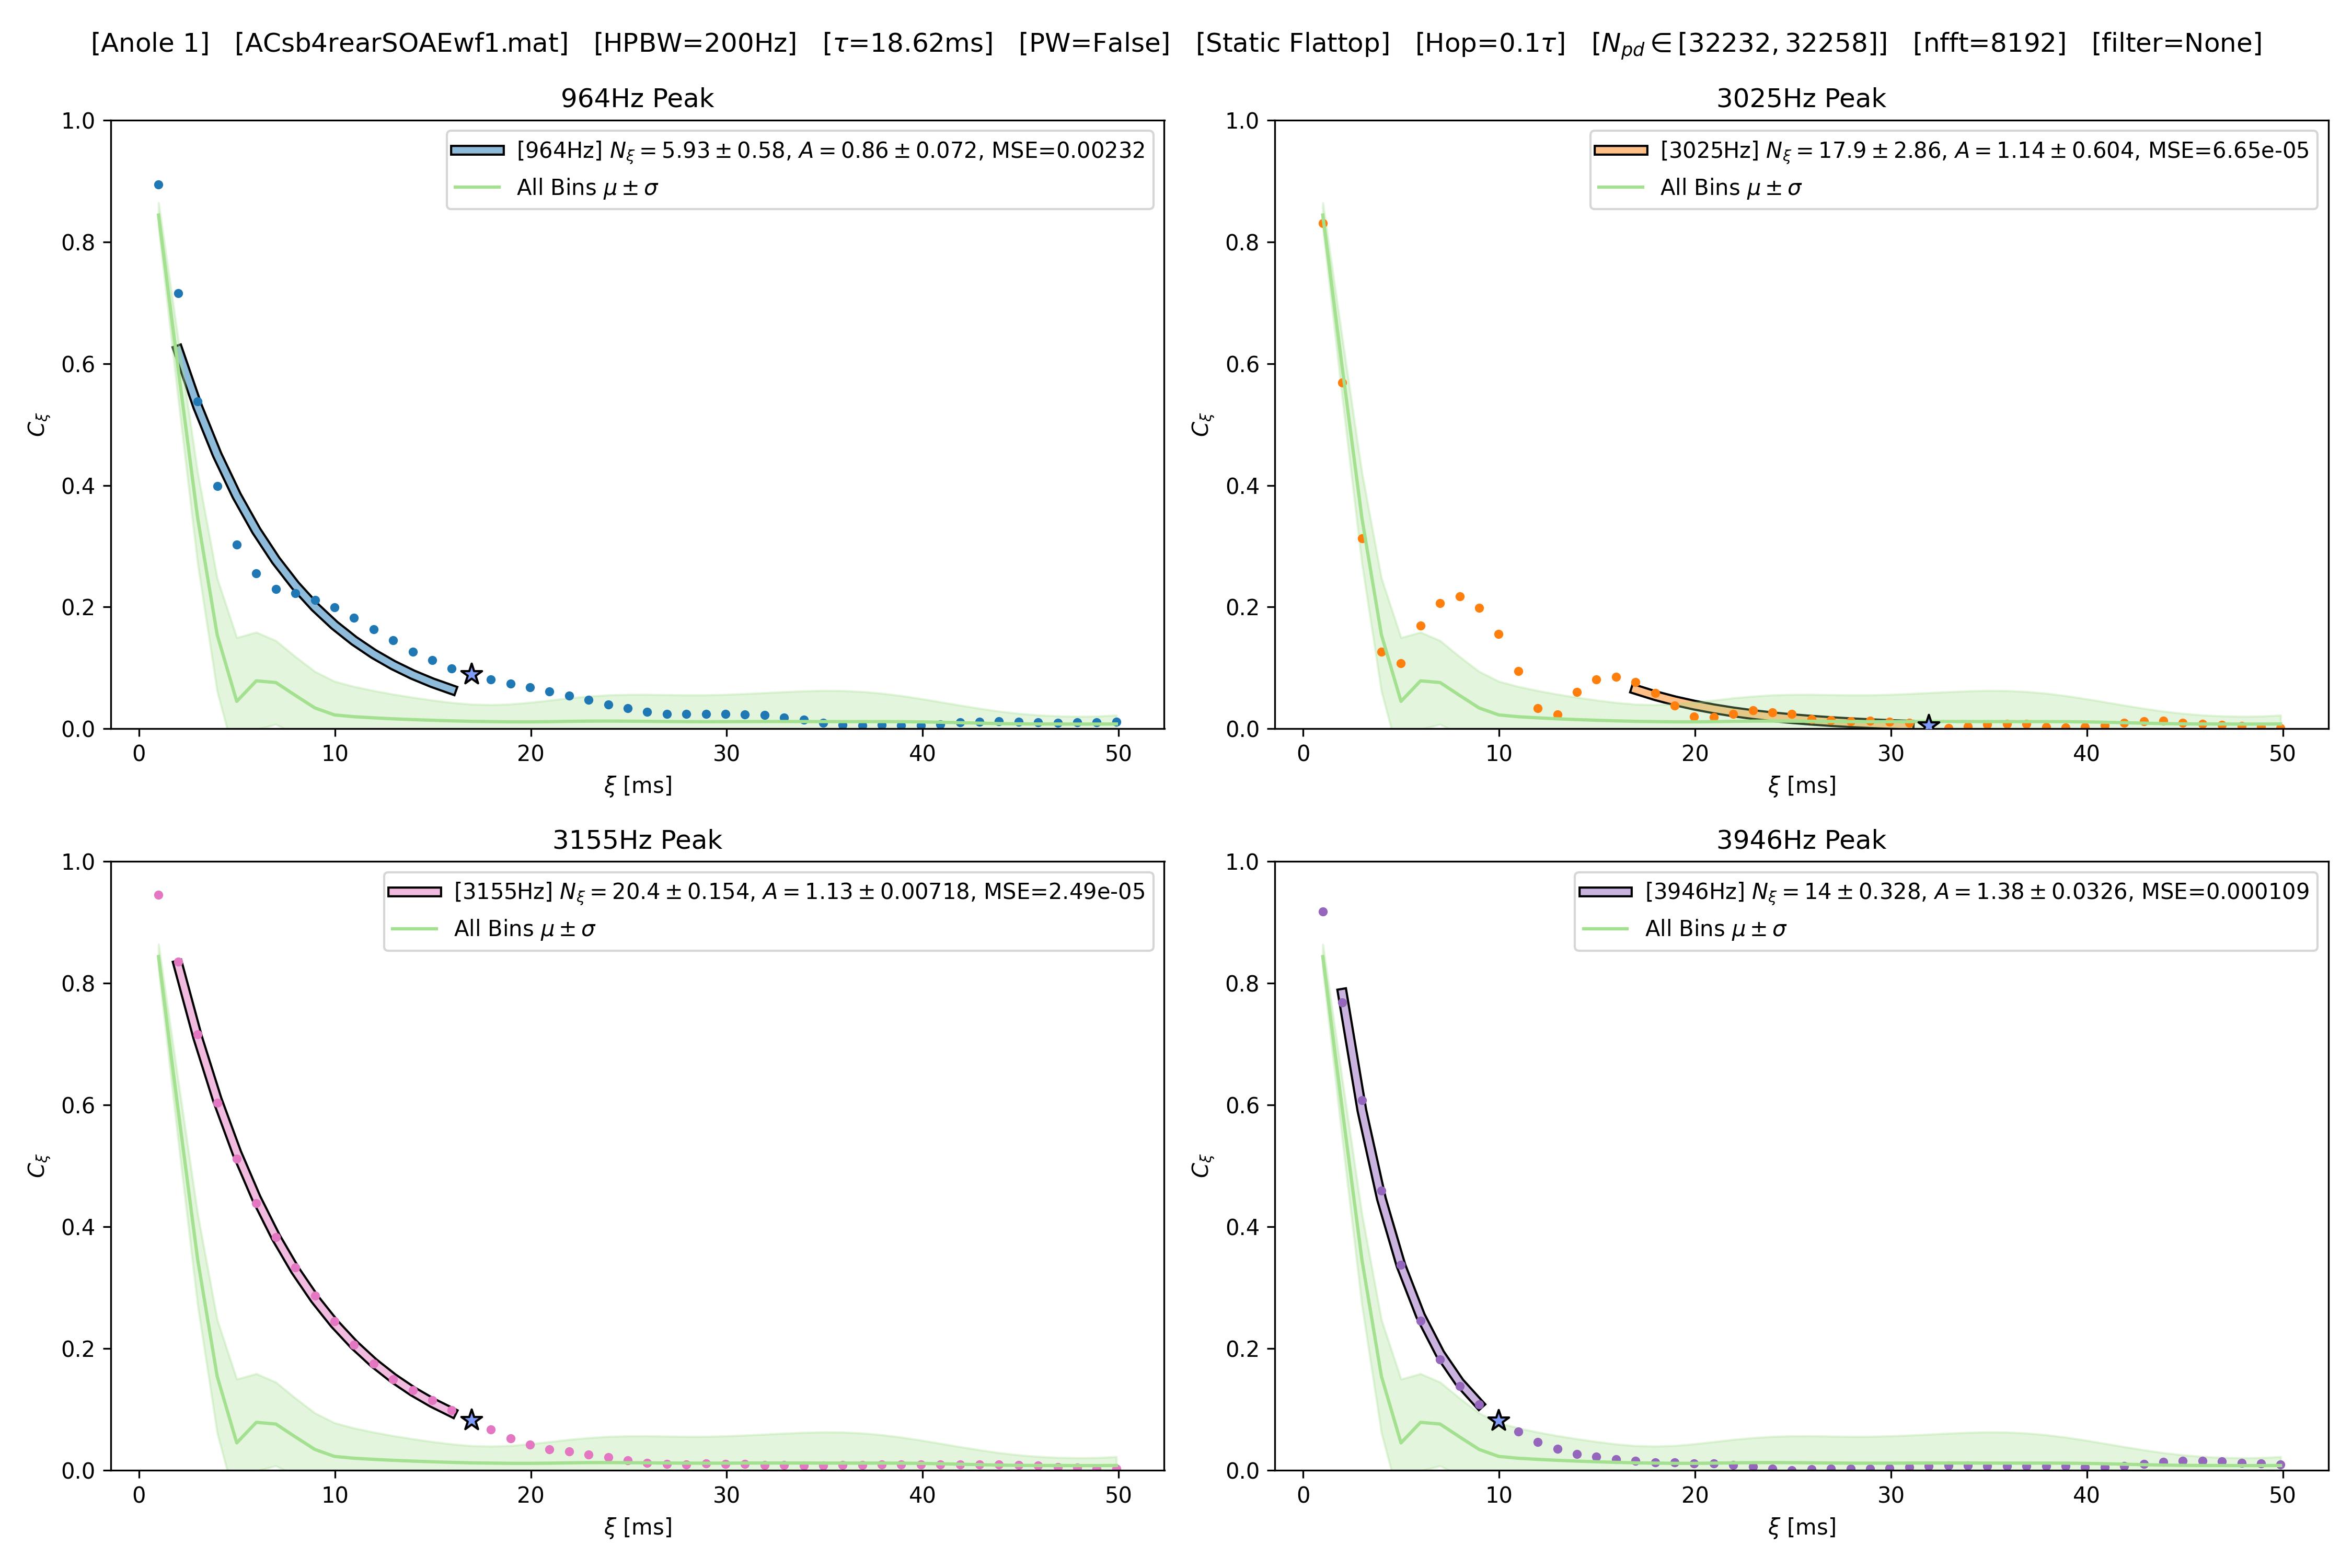 [Anole 1] [ACsb4rearSOAEwf1.mat] [HPBW=200Hz] [τ=18.62ms] [PW=False] [Static Flattop] [Hop=0.1τ] [N_pd ∈ [32232, 32258]] [nfft=8192] [filter=None]
964Hz Peak
1.0
0.8
0.6
0.4
0.2
0.0
C_ξ
0 10 20 30 40 50
ξ [ms]
[964Hz] N_ξ = 5.93 ± 0.58, A = 0.86 ± 0.072, MSE=0.00232
All Bins μ ± σ
3025Hz Peak
1.0
0.8
0.6
0.4
0.2
0.0
C_ξ
0 10 20 30 40 50
ξ [ms]
[3025Hz] N_ξ = 17.9 ± 2.86, A = 1.14 ± 0.604, MSE=6.65e-05
All Bins μ ± σ
3155Hz Peak
1.0
0.8
0.6
0.4
0.2
0.0
C_ξ
0 10 20 30 40 50
ξ [ms]
[3155Hz] N_ξ = 20.4 ± 0.154, A = 1.13 ± 0.00718, MSE=2.49e-05
All Bins μ ± σ
3946Hz Peak
1.0
0.8
0.6
0.4
0.2
0.0
C_ξ
0 10 20 30 40 50
ξ [ms]
[3946Hz] N_ξ = 14 ± 0.328, A = 1.38 ± 0.0326, MSE=0.000109
All Bins μ ± σ